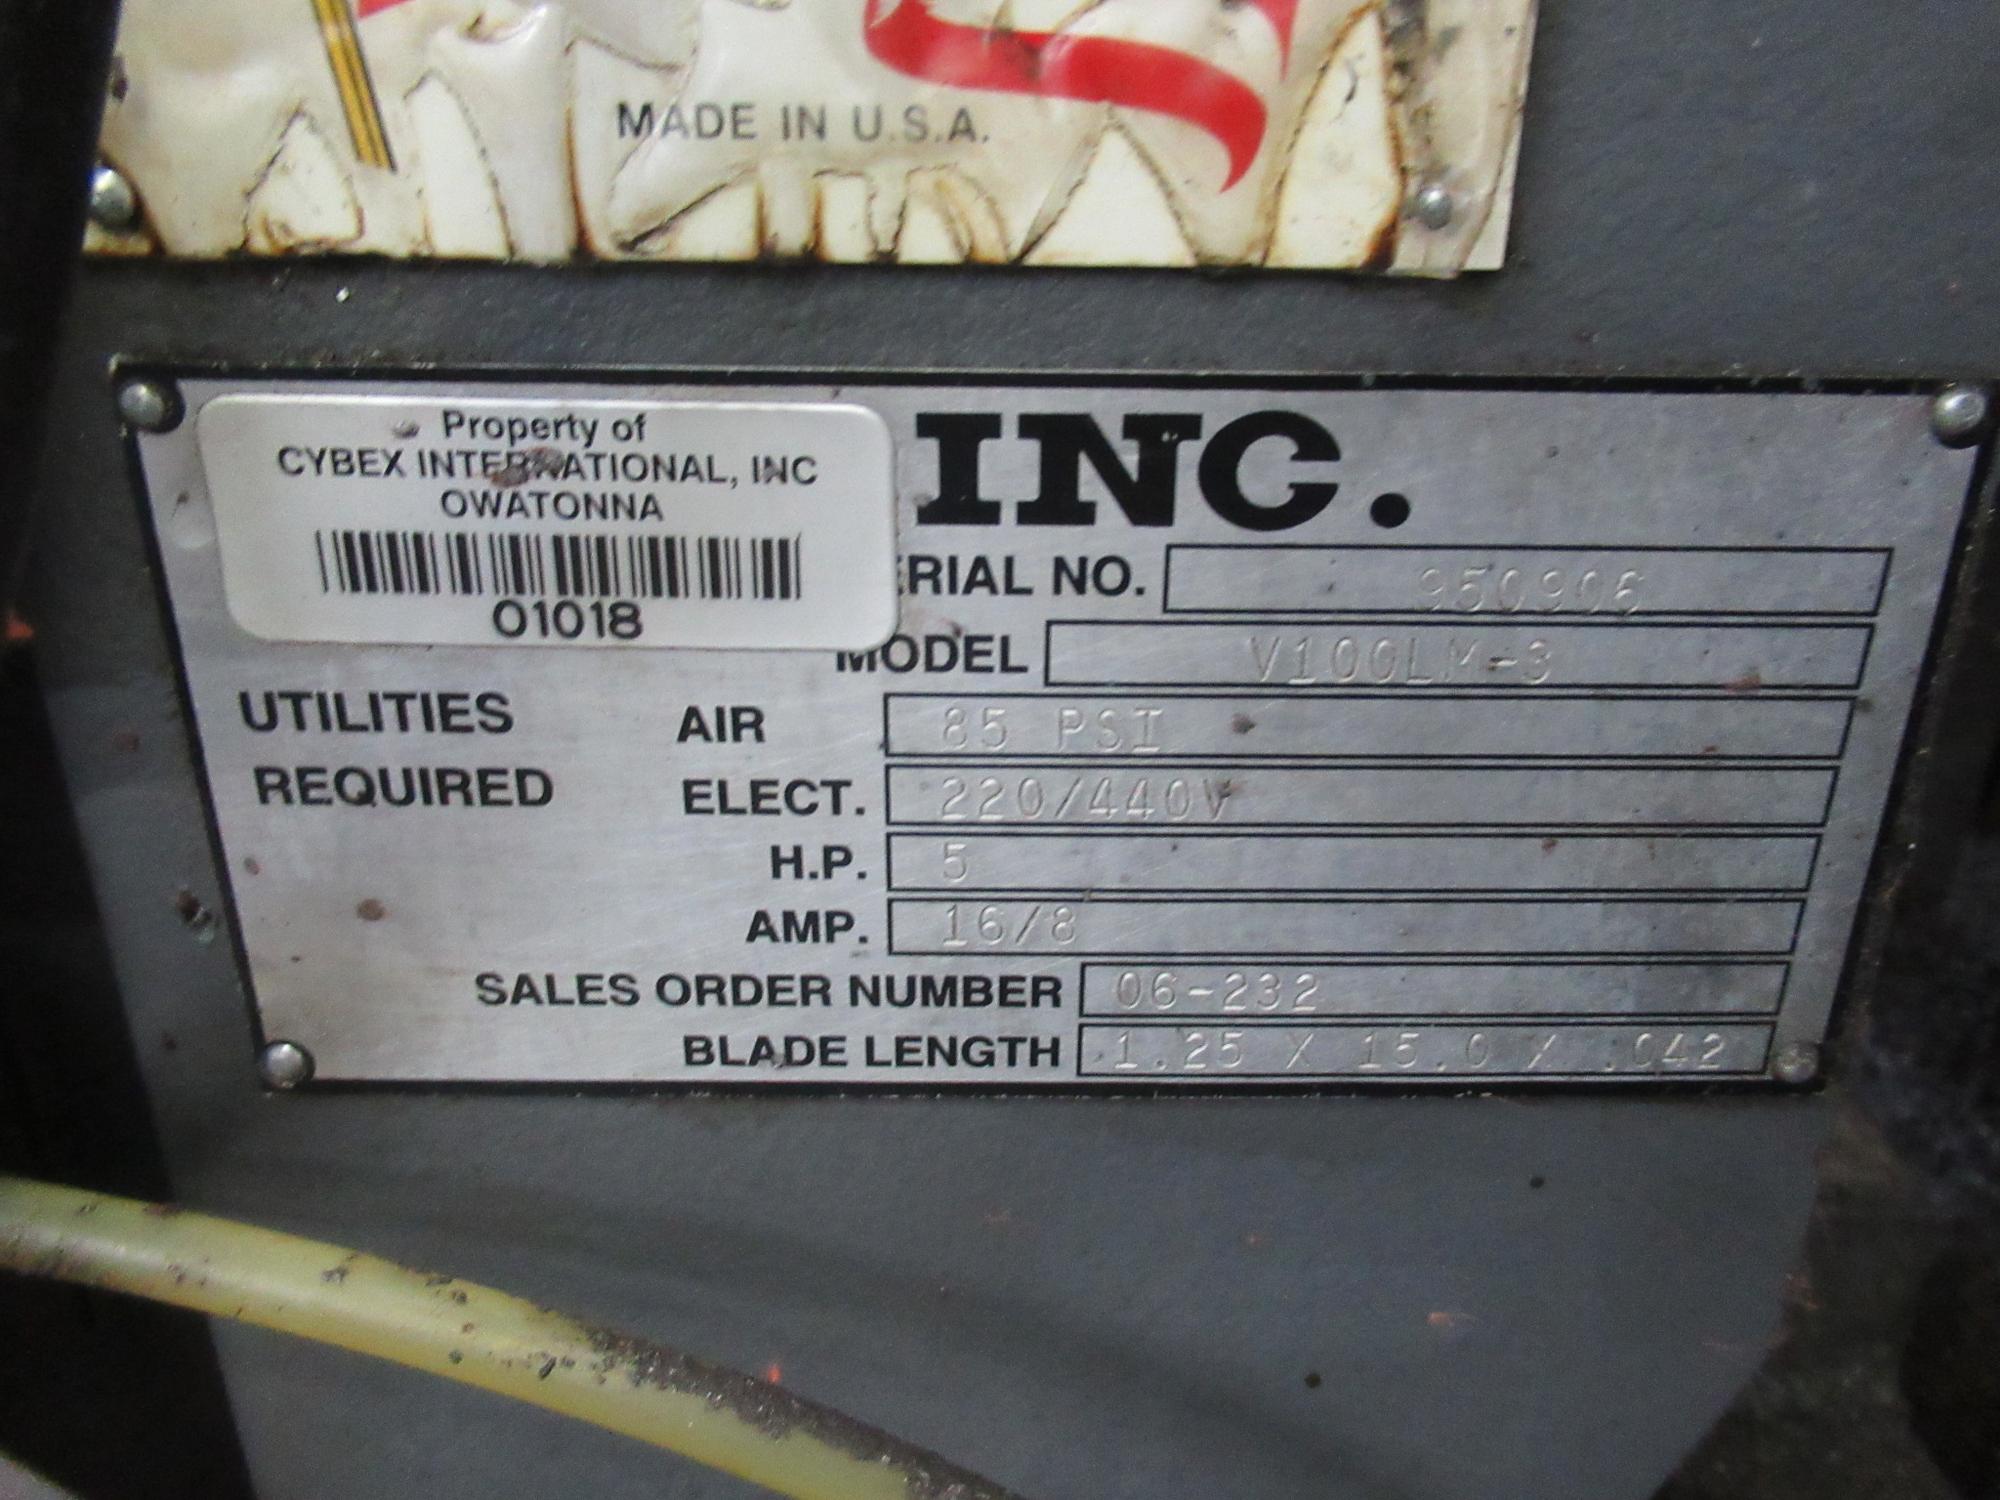 MADE IN U.S.A.
Property of
CYBEX INTERNATIONAL, INC
OWATONNA
01018
INC.
ERIAL NO. 950906
MODEL V100LM-3
UTILITIES AIR 85 PSI
REQUIRED ELECT. 220/440V
H.P. 5
AMP. 16/8
SALES ORDER NUMBER 06-232
BLADE LENGTH 1.25 X 15.0 X .042